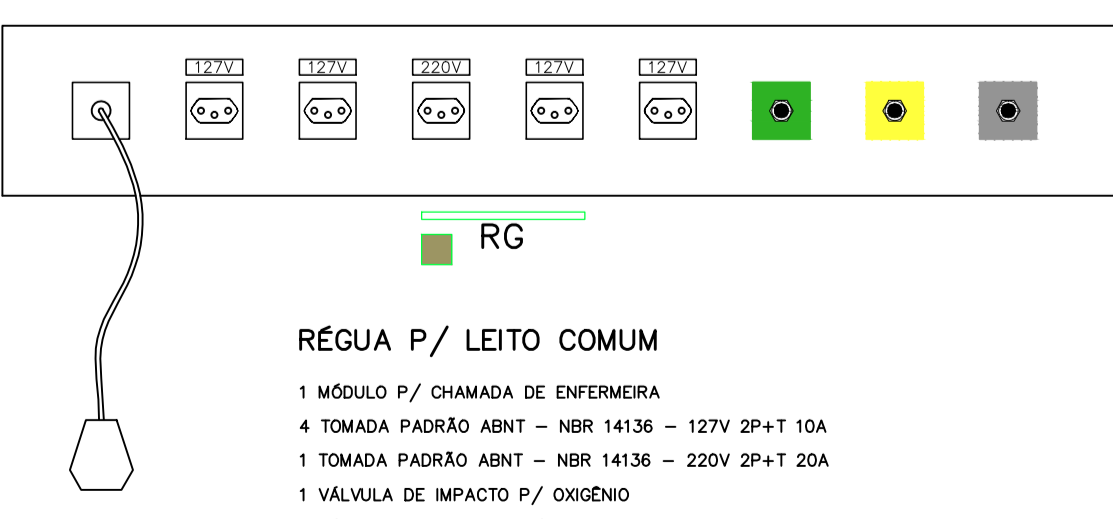 127V 127V 220V 127V 127V
RG
RÉGUA P/ LEITO COMUM
1 MÓDULO P/ CHAMADA DE ENFERMEIRA
4 TOMADA PADRÃO ABNT – NBR 14136 – 127V 2P+T 10A
1 TOMADA PADRÃO ABNT – NBR 14136 – 220V 2P+T 20A
1 VÁLVULA DE IMPACTO P/ OXIGÊNIO